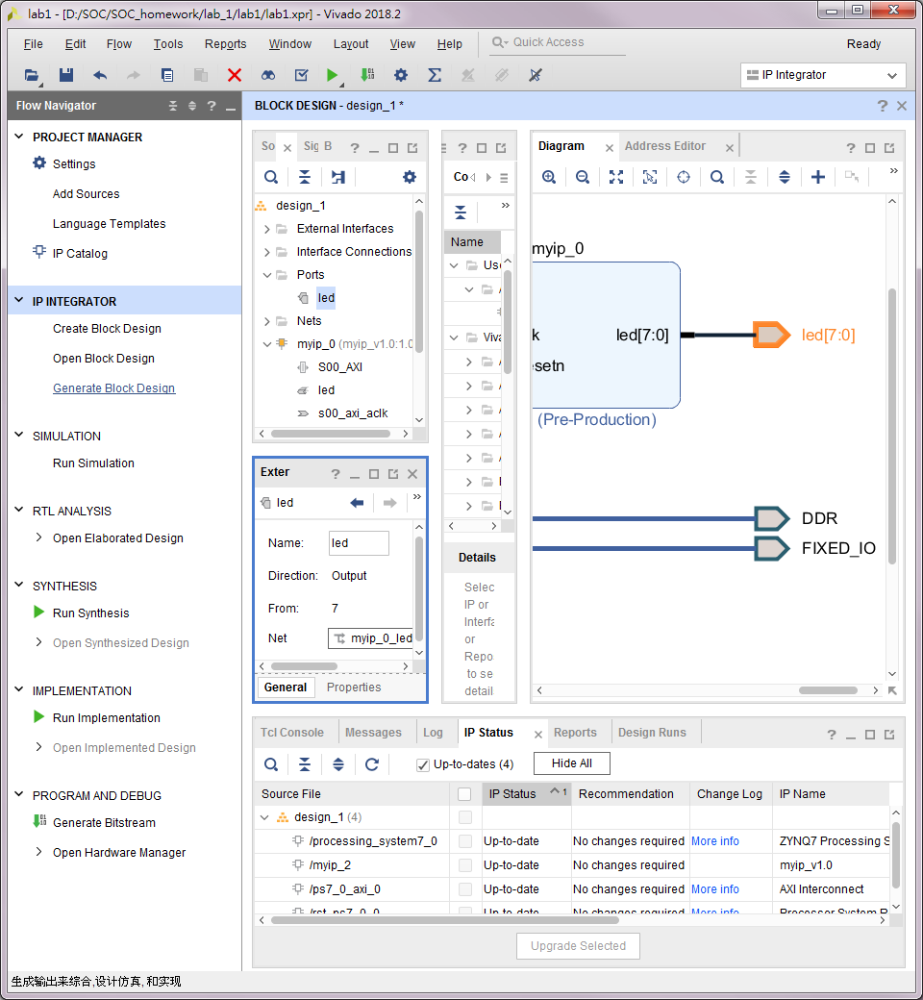 lab1 - [D:/SOC/SOC_homework/lab_1/lab1/lab1.xpr] - Vivado 2018.2
File Edit Flow Tools Reports Window Layout View Help Quick Access Ready
IP Integrator
Flow Navigator
PROJECT MANAGER
Settings
Add Sources
Language Templates
IP Catalog
IP INTEGRATOR
Create Block Design
Open Block Design
Generate Block Design
SIMULATION
Run Simulation
RTL ANALYSIS
Open Elaborated Design
SYNTHESIS
Run Synthesis
Open Synthesized Design
IMPLEMENTATION
Run Implementation
Open Implemented Design
PROGRAM AND DEBUG
Generate Bitstream
Open Hardware Manager
BLOCK DESIGN - design_1 *
So Sig B
design_1
External Interfaces
Interface Connections
Ports
led
Nets
myip_0 (myip_v1.0:1.0
S00_AXI
led
s00_axi_aclk
Exter
led
Name: led
Direction: Output
From: 7
Net myip_0_led
General Properties
Co
Name
Use
Viva
Details
Selec
IP or
Interfa
or
Repo
to se
detail
Diagram Address Editor
myip_0
k
led[7:0]
led[7:0]
esetn
(Pre-Production)
DDR
FIXED_IO
Tcl Console Messages Log IP Status Reports Design Runs
Up-to-dates (4) Hide All
Source File IP Status 1 Recommendation Change Log IP Name
design_1 (4)
/processing_system7_0 Up-to-date No changes required More info ZYNQ7 Processing S
/myip_2 Up-to-date No changes required myip_v1.0
/ps7_0_axi_0 Up-to-date No changes required More info AXI Interconnect
/rst_ps7_0_0 Up-to-date No changes required More info Processor System R
Upgrade Selected
生成输出来综合,设计仿真, 和实现